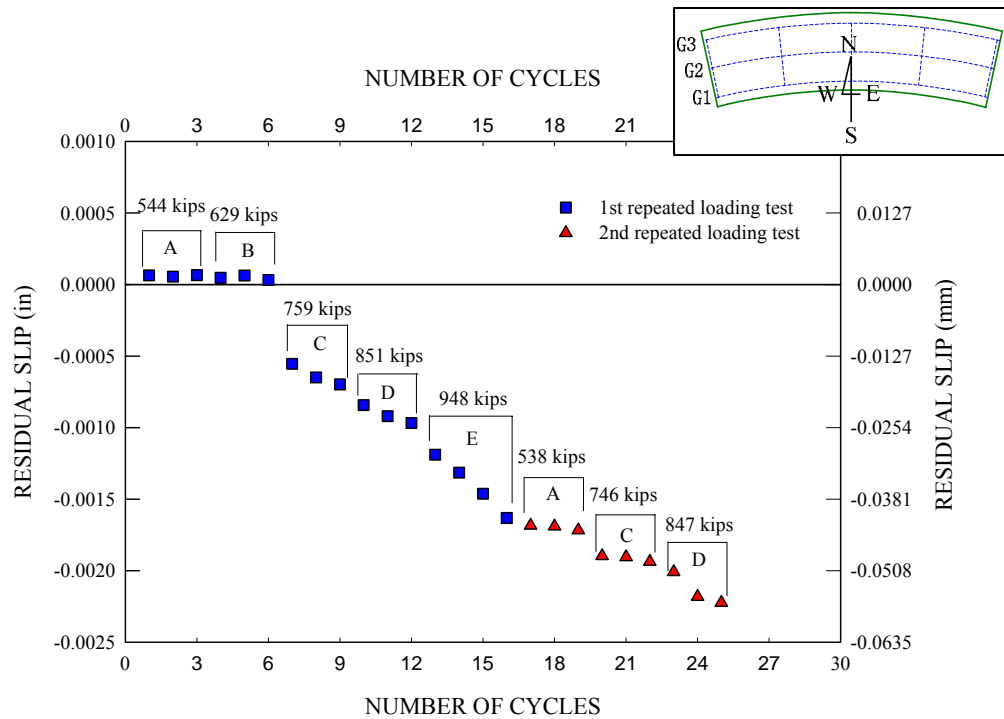 G3
G2
G1
N
W
E
S
NUMBER OF CYCLES
0 3 6 9 12 15 18 21
0.0010
0.0005
0.0000
-0.0005
-0.0010
-0.0015
-0.0020
-0.0025
RESIDUAL SLIP (in)
544 kips
A
629 kips
B
1st repeated loading test
2nd repeated loading test
759 kips
C
851 kips
D
948 kips
E
538 kips
A
746 kips
C
847 kips
D
0.0127
0.0000
-0.0127
-0.0254
-0.0381
-0.0508
-0.0635
RESIDUAL SLIP (mm)
0 3 6 9 12 15 18 21 24 27 30
NUMBER OF CYCLES